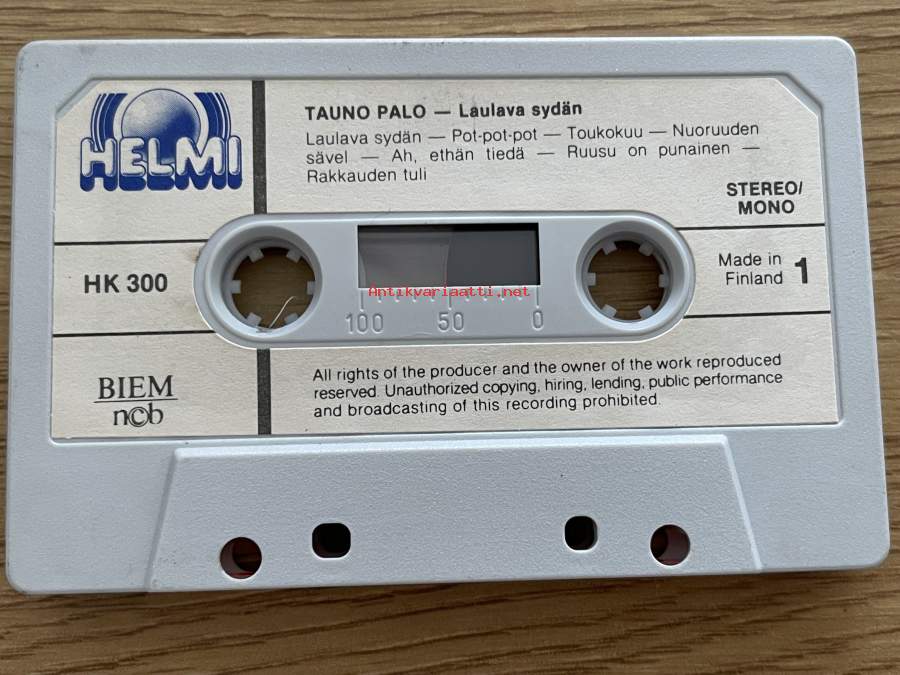 HELMI
TAUNO PALO — Laulava sydän
Laulava sydän — Pot-pot-pot — Toukokuu — Nuoruuden
sävel — Ah, ethän tiedä — Ruusu on punainen —
Rakkauden tuli
STEREO/
MONO
HK 300
Made in
Finland 1
Antikvariaatti.net
100 50 0
BIEM
n©b
All rights of the producer and the owner of the work reproduced
reserved. Unauthorized copying, hiring, lending, public performance
and broadcasting of this recording prohibited.